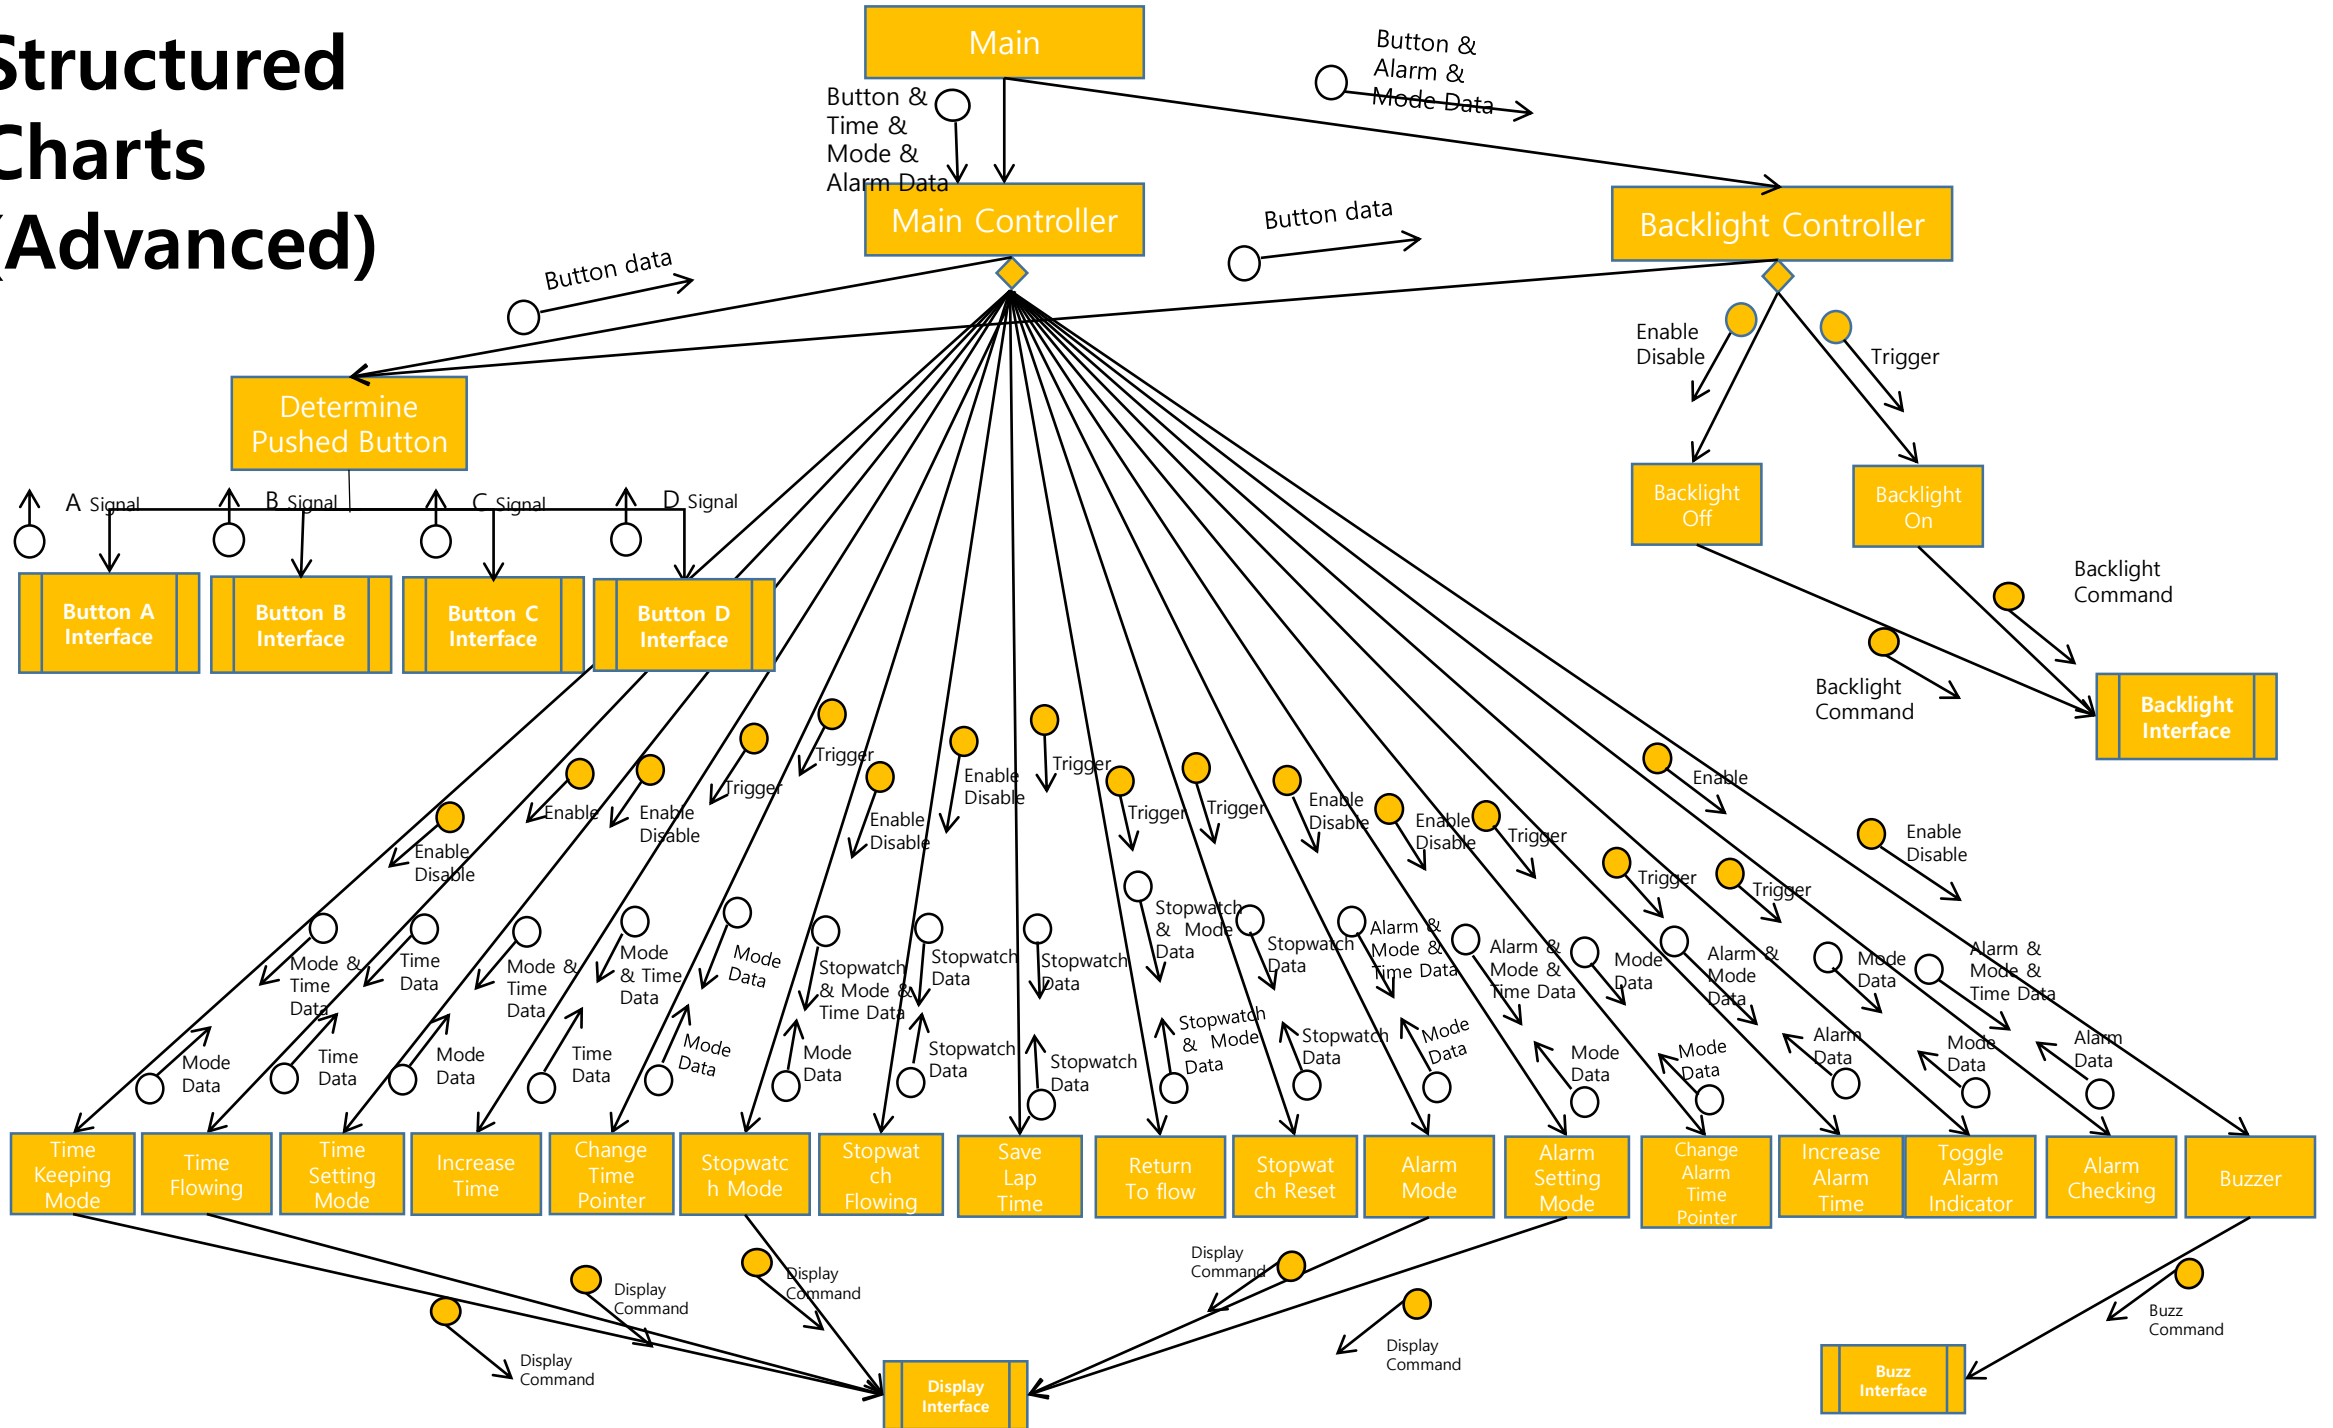 Structured
Charts
(Advanced)
Main
Button &
Alarm &
Mode Data
Button &
Time &
Mode &
Alarm Data
Main Controller
Button data
Backlight Controller
Button data
Enable
Disable
Trigger
Determine
Pushed Button
Backlight
Off
Backlight
On
A Signal
B Signal
C Signal
D Signal
Backlight
Command
Button A
Interface
Button B
Interface
Button C
Interface
Button D
Interface
Backlight
Command
Backlight
Interface
Enable
Disable
Enable
Enable
Disable
Trigger
Trigger
Enable
Disable
Enable
Disable
Trigger
Trigger
Trigger
Enable
Disable
Enable
Disable
Trigger
Trigger
Trigger
Enable
Enable
Disable
Mode &
Time
Data
Time
Data
Mode &
Time
Data
Mode
& Time
Data
Mode
Data
Stopwatch
& Mode &
Time Data
Stopwatch
Data
Stopwatch
Data
Stopwatch
& Mode
Data
Stopwatch
Data
Alarm &
Mode &
Time Data
Alarm &
Mode &
Time Data
Mode
Data
Alarm &
Mode
Data
Mode
Data
Alarm &
Mode &
Time Data
Mode
Data
Time
Data
Mode
Data
Time
Data
Mode
Data
Mode
Data
Stopwatch
Data
Stopwatch
Data
Stopwatch
& Mode
Data
Stopwatch
Data
Mode
Data
Mode
Data
Mode
Data
Alarm
Data
Mode
Data
Alarm
Data
Time
Keeping
Mode
Time
Flowing
Time
Setting
Mode
Increase
Time
Change
Time
Pointer
Stopwatc
h Mode
Stopwat
ch
Flowing
Save
Lap
Time
Return
To flow
Stopwat
ch Reset
Alarm
Mode
Alarm
Setting
Mode
Change
Alarm
Time
Pointer
Increase
Alarm
Time
Toggle
Alarm
Indicator
Alarm
Checking
Buzzer
Display
Command
Display
Command
Display
Command
Display
Command
Display
Command
Buzz
Command
Display
Interface
Buzz
Interface